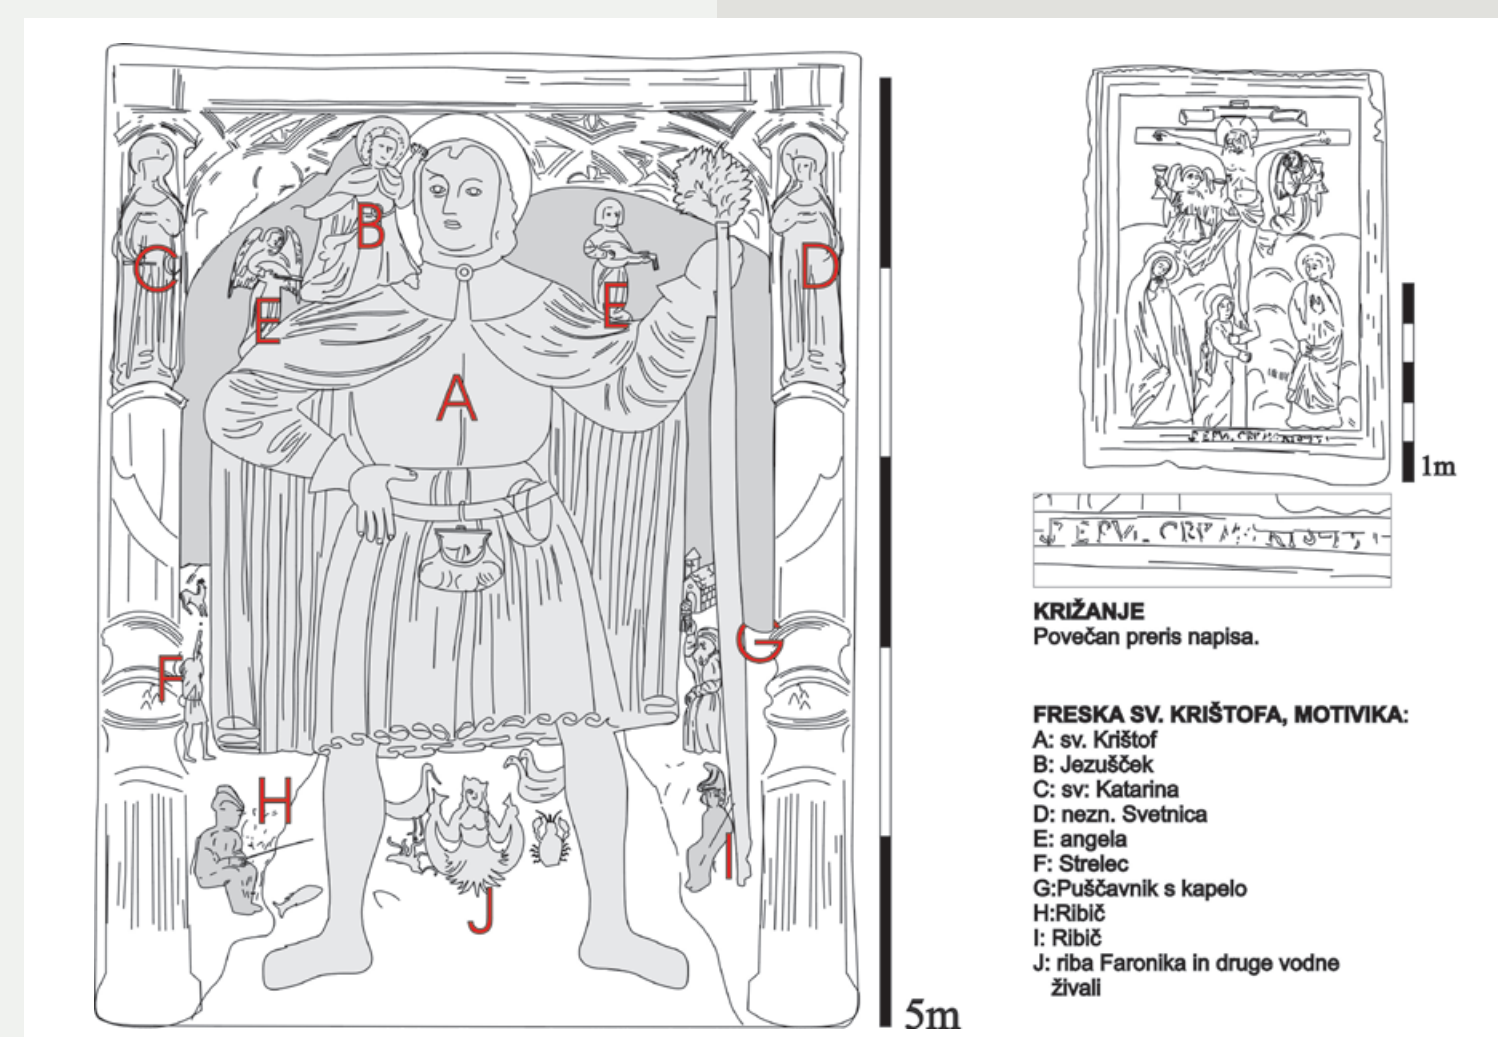 A
B
C
D
E
E
F
G
H
I
J
5m
1m
KRIŽANJE
Povečan preris napisa.
FRESKA SV. KRIŠTOFA, MOTIVIKA:
A: sv. Krištof
B: Jezušček
C: sv: Katarina
D: nezn. Svetnica
E: angela
F: Strelec
G:Puščavnik s kapelo
H:Ribič
I: Ribič
J: riba Faronika in druge vodne
živali